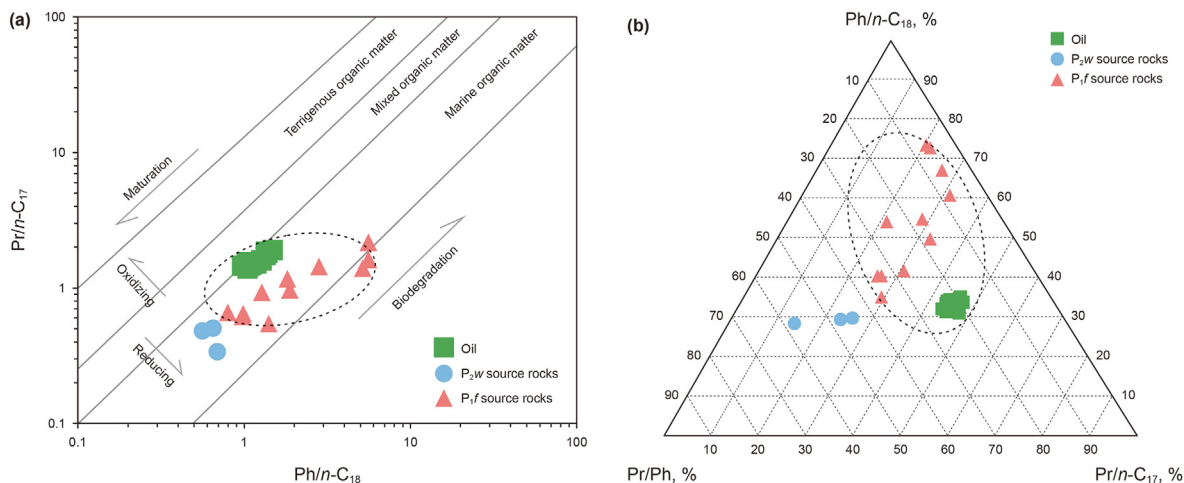 (a)
100
10
1
0.1
Pr/n-C17
Maturation
Oxidizing
Reducing
Terrigenous organic matter
Mixed organic matter
Marine organic matter
Biodegradation
Oil
P2w source rocks
P1f source rocks
0.1
1
10
100
Ph/n-C18
(b)
Ph/n-C18, %
Oil
P2w source rocks
P1f source rocks
10
90
20
80
30
70
40
60
50
50
60
40
70
30
80
20
90
10
10
20
30
40
50
60
70
80
90
Pr/Ph, %
Pr/n-C17, %